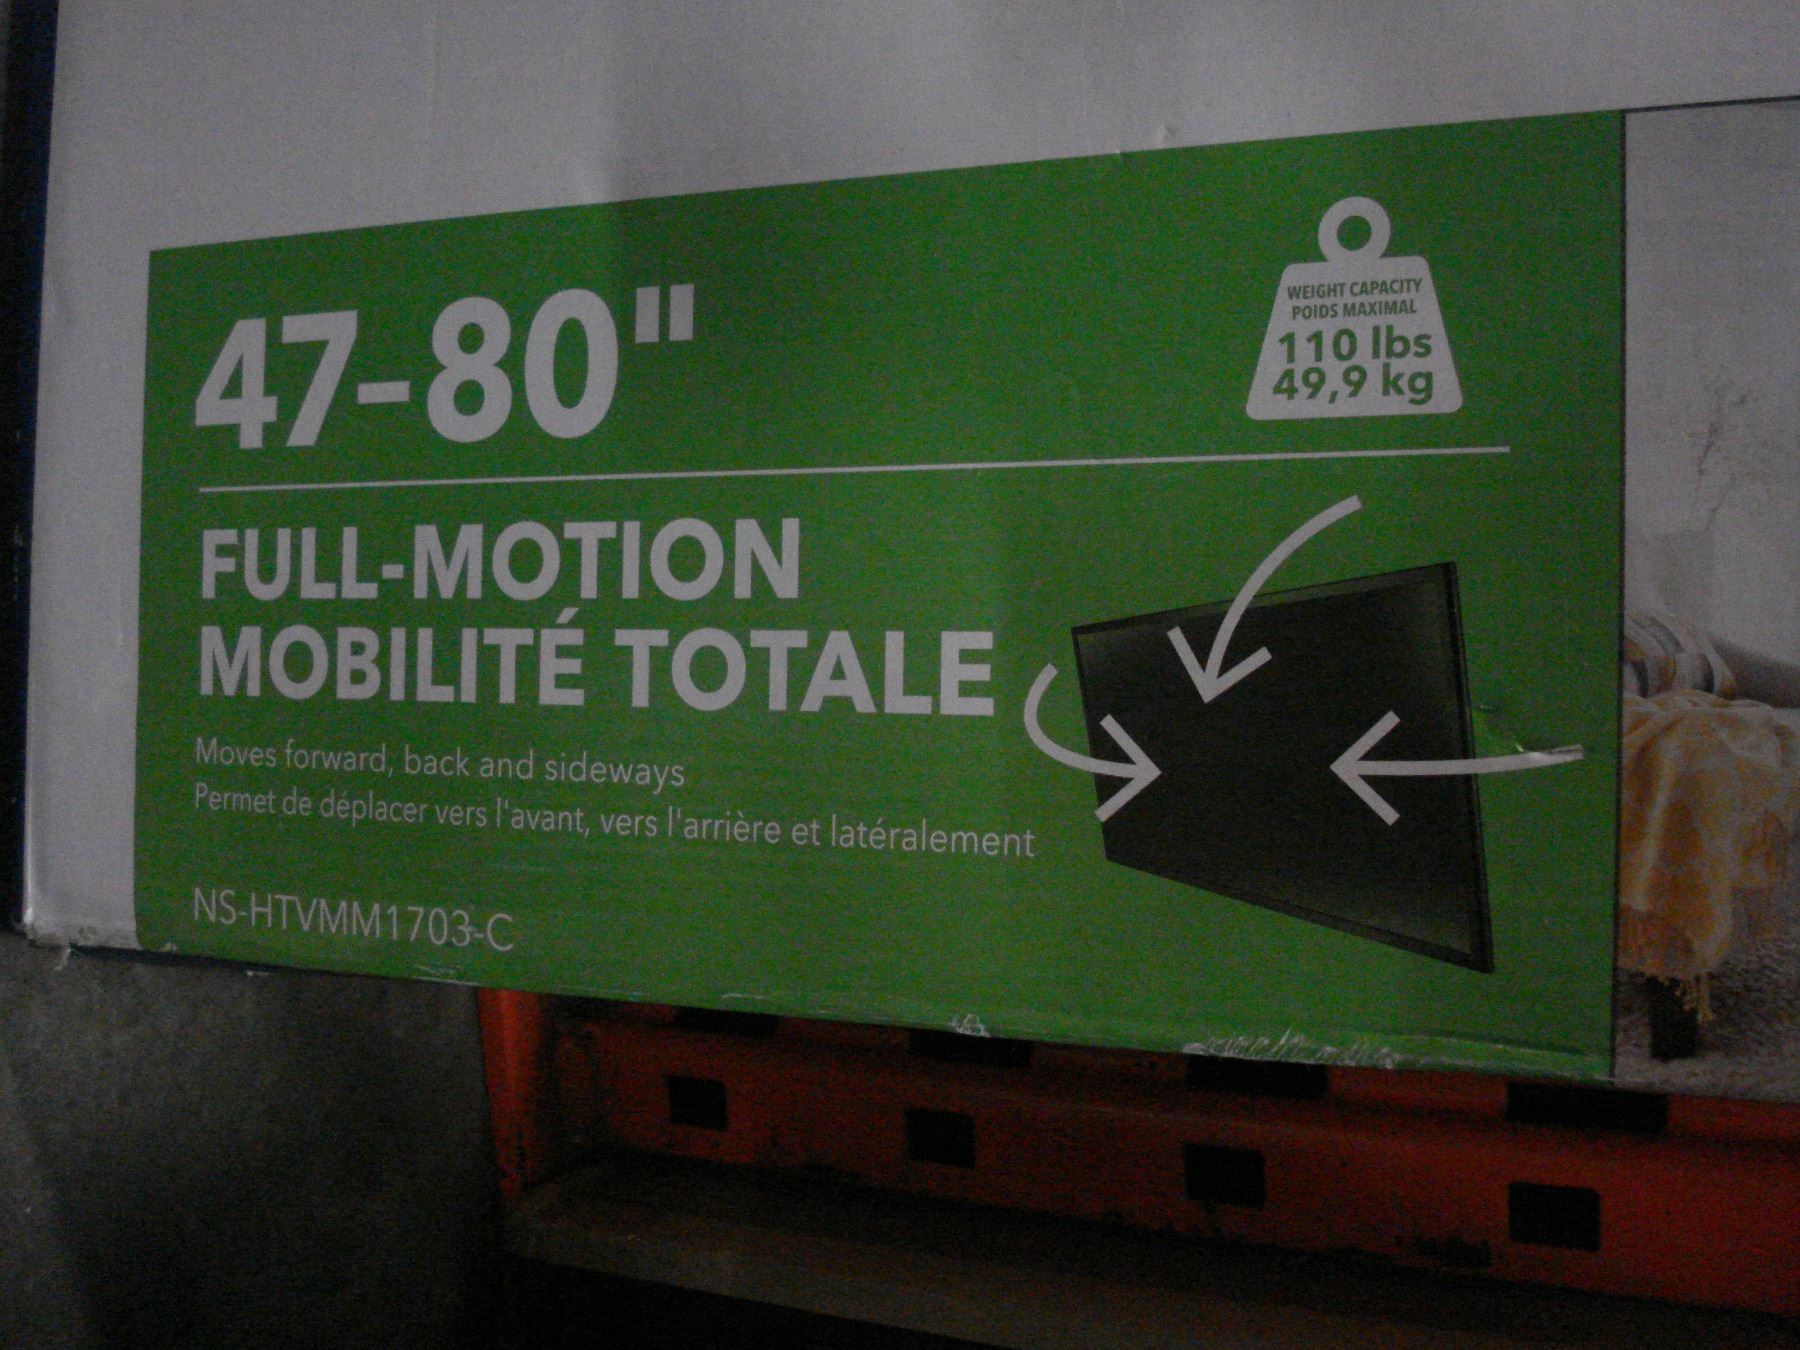 47-80"
WEIGHT CAPACITY
POIDS MAXIMAL
110 lbs
49,9 kg
FULL-MOTION
MOBILITÉ TOTALE
Moves forward, back and sideways
Permet de déplacer vers l'avant, vers l'arrière et latéralement
NS-HTVMM1703-C